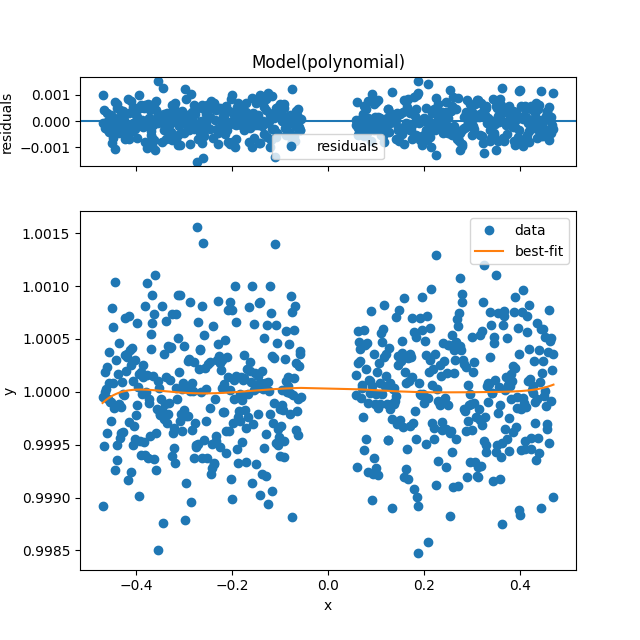 Model(polynomial)
0.001
0.000
−0.001
residuals
residuals
1.0015
1.0010
1.0005
1.0000
0.9995
0.9990
0.9985
y
data
best-fit
−0.4
−0.2
0.0
0.2
0.4
x